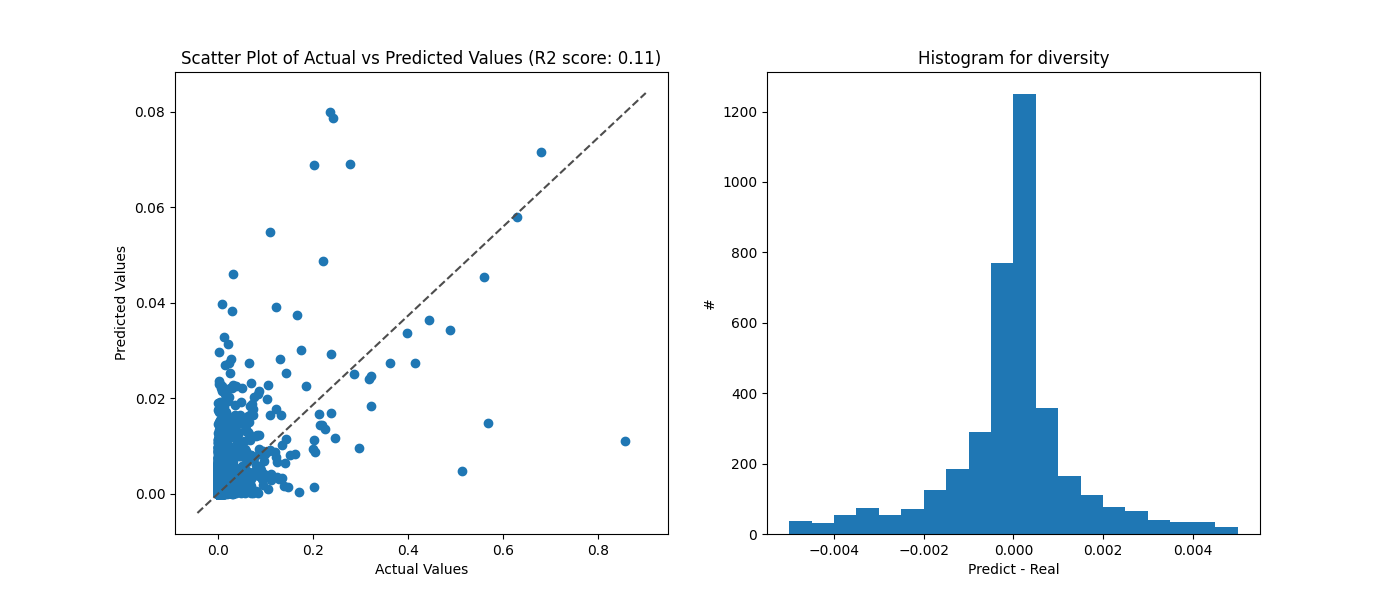 Scatter Plot of Actual vs Predicted Values (R2 score: 0.11)
0.08
0.06
0.04
0.02
0.00
Predicted Values
0.0 0.2 0.4 0.6 0.8
Actual Values
Histogram for diversity
1200
1000
800
600
400
200
0
#
−0.004 −0.002 0.000 0.002 0.004
Predict - Real